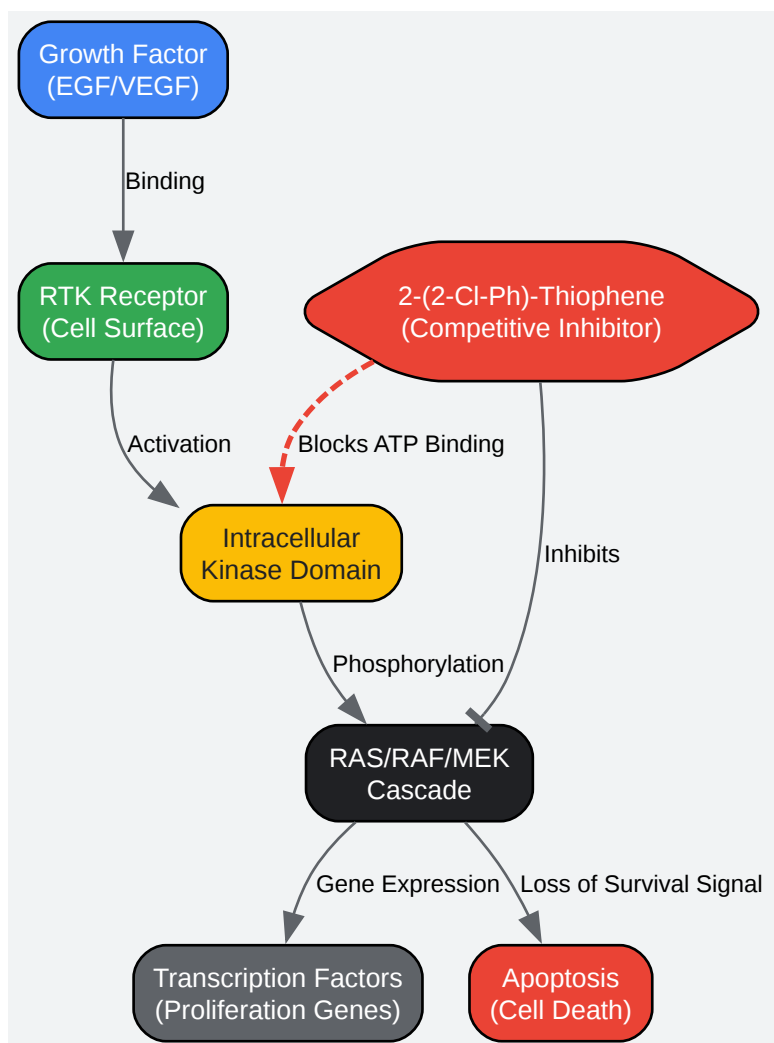 Growth Factor
(EGF/VEGF)
Binding
RTK Receptor
(Cell Surface)
2-(2-Cl-Ph)-Thiophene
(Competitive Inhibitor)
Activation
Blocks ATP Binding
Intracellular
Kinase Domain
Inhibits
Phosphorylation
RAS/RAF/MEK
Cascade
Gene Expression
Loss of Survival Signal
Transcription Factors
(Proliferation Genes)
Apoptosis
(Cell Death)